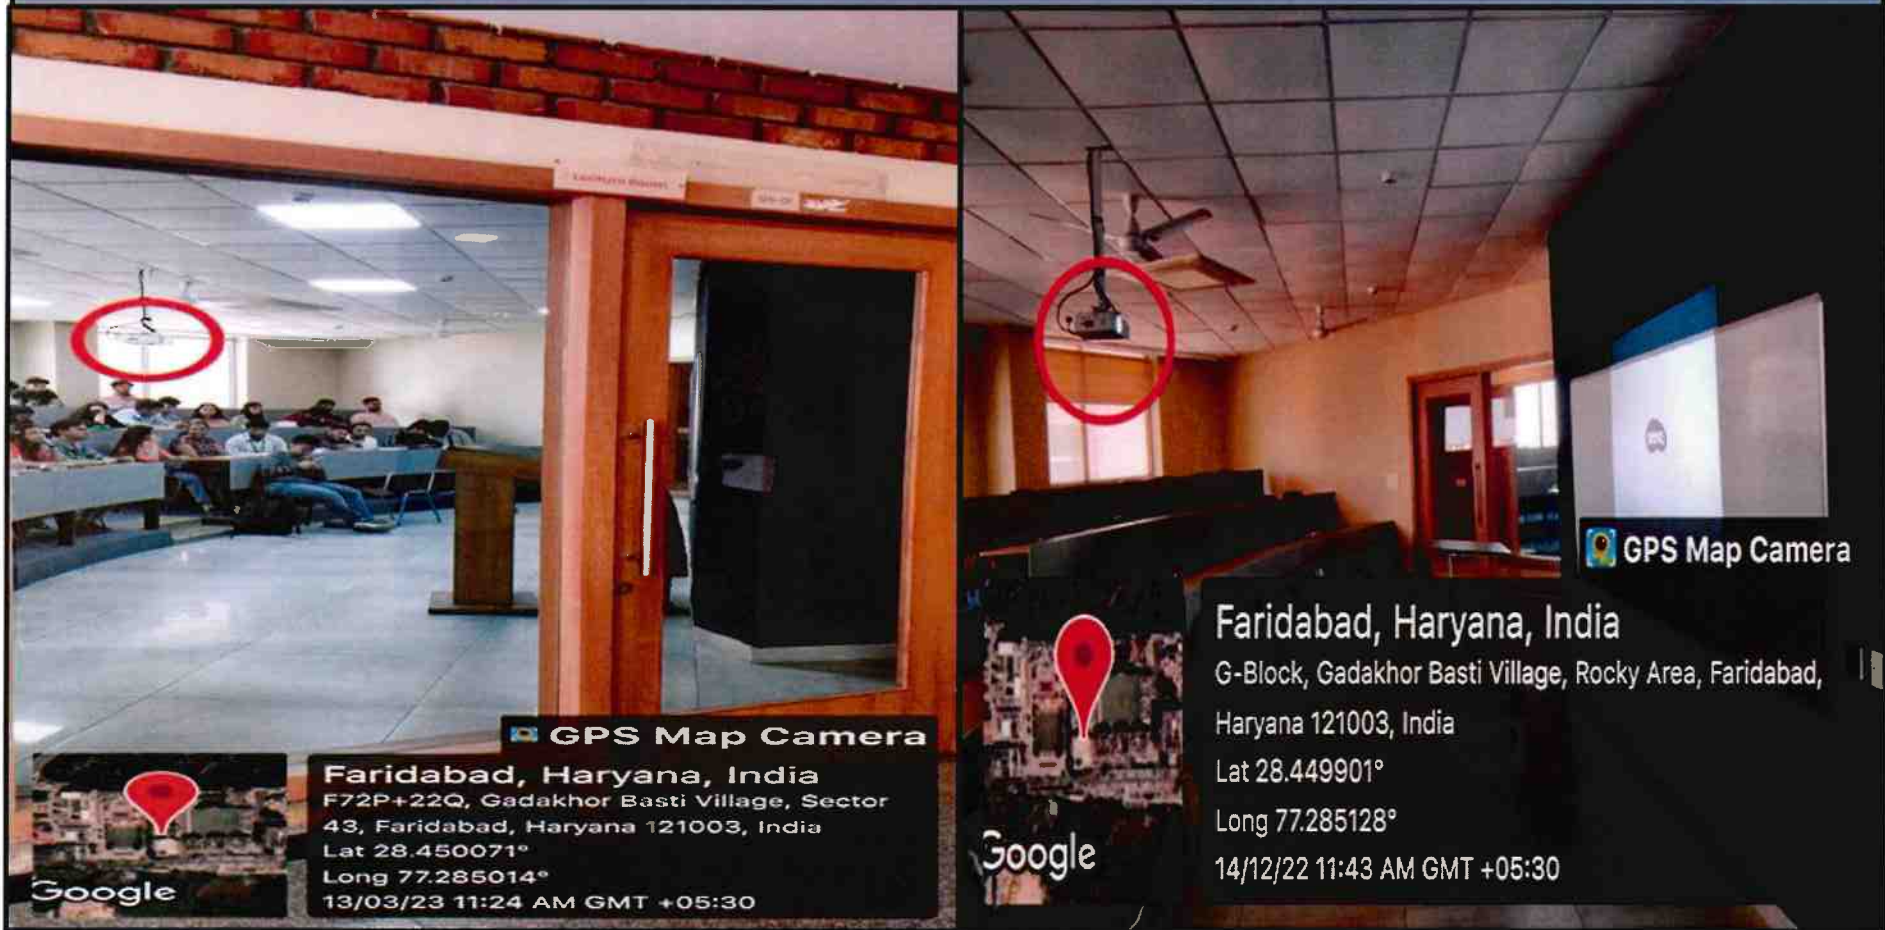 Lecture Room
GPS Map Camera
Faridabad, Haryana, India
F72P+22Q, Gadakhor Basti Village, Sector
43, Faridabad, Haryana 121003, India
Lat 28.450071°
Long 77.285014°
13/03/23 11:24 AM GMT +05:30
Google
GPS Map Camera
Faridabad, Haryana, India
G-Block, Gadakhor Basti Village, Rocky Area, Faridabad,
Haryana 121003, India
Lat 28.449901°
Long 77.285128°
14/12/22 11:43 AM GMT +05:30
Google